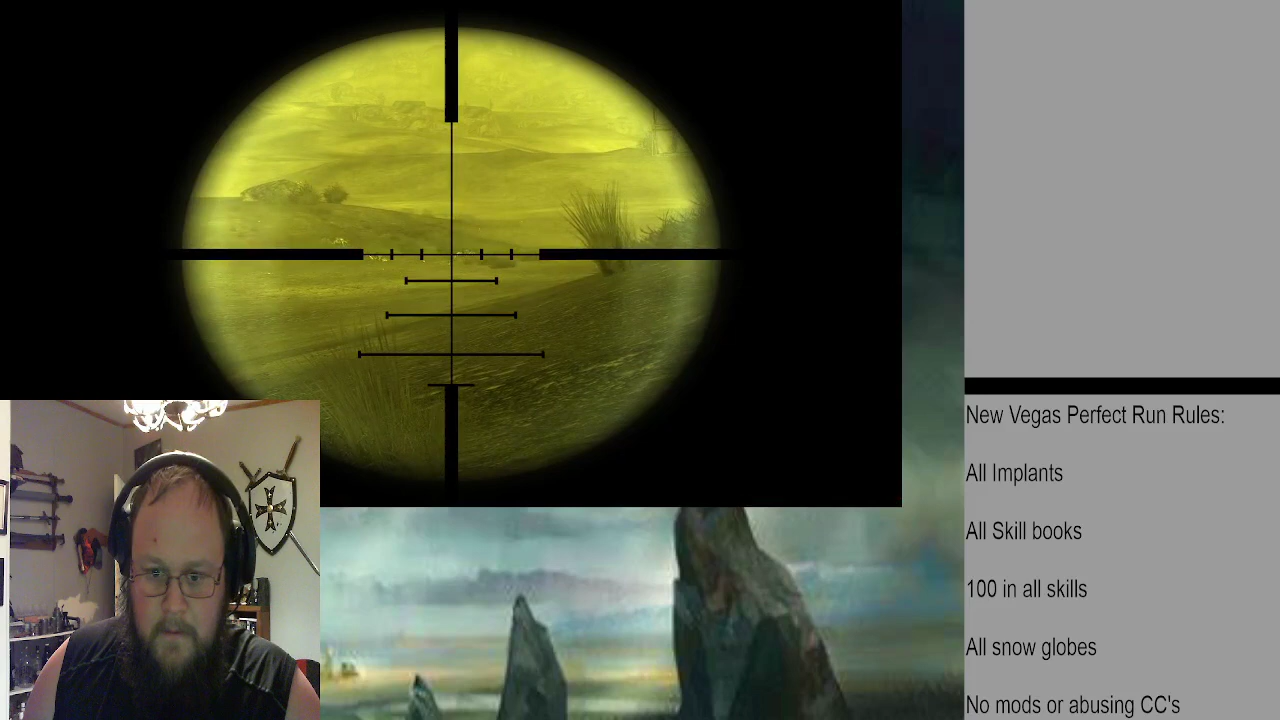 New Vegas Perfect Run Rules:
All Implants
All Skill books
100 in all skills
All snow globes
No mods or abusing CC's